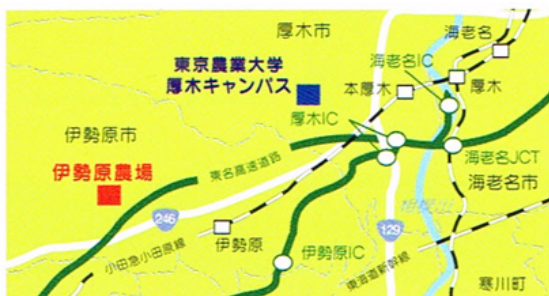 厚木市
海老名
海老名IC
東京農業大学
厚木キャンパス
本厚木
厚木
厚木IC
伊勢原市
伊勢原農場
東名高速道路
海老名JCT
海老名市
相模川
246
129
伊勢原
伊勢原IC
小田急小田原線
東海道新幹線
寒川町